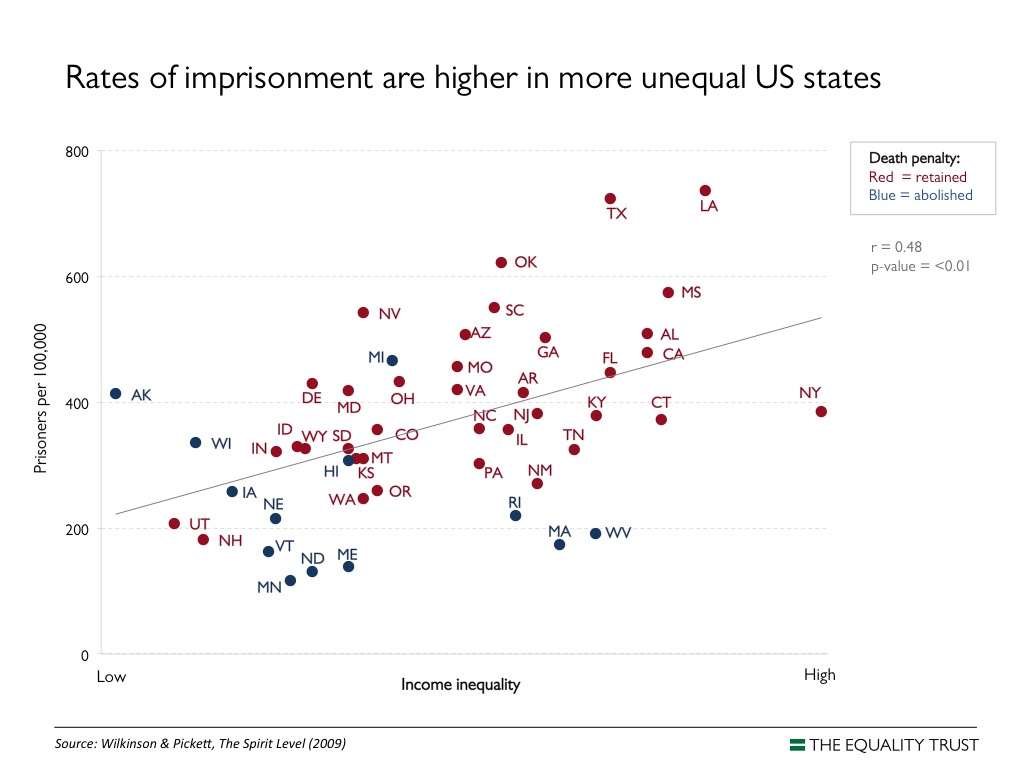 Rates of imprisonment are higher in more unequal US states
Death penalty:
Red = retained
Blue = abolished
r = 0.48
p-value = <0.01
Prisoners per 100,000
800
600
400
200
0
TX
LA
OK
MS
SC
NV
AZ
AL
GA
CA
MI
MO
FL
AK
DE
OH
VA
AR
NY
MD
NC
NJ
KY
CT
ID
WY
SD
CO
WI
IN
IL
TN
MT
HI
KS
PA
NM
IA
WA
OR
NE
RI
UT
NH
VT
MA
WV
ND
ME
MN
Low
Income inequality
High
Source: Wilkinson & Pickett, The Spirit Level (2009)
THE EQUALITY TRUST